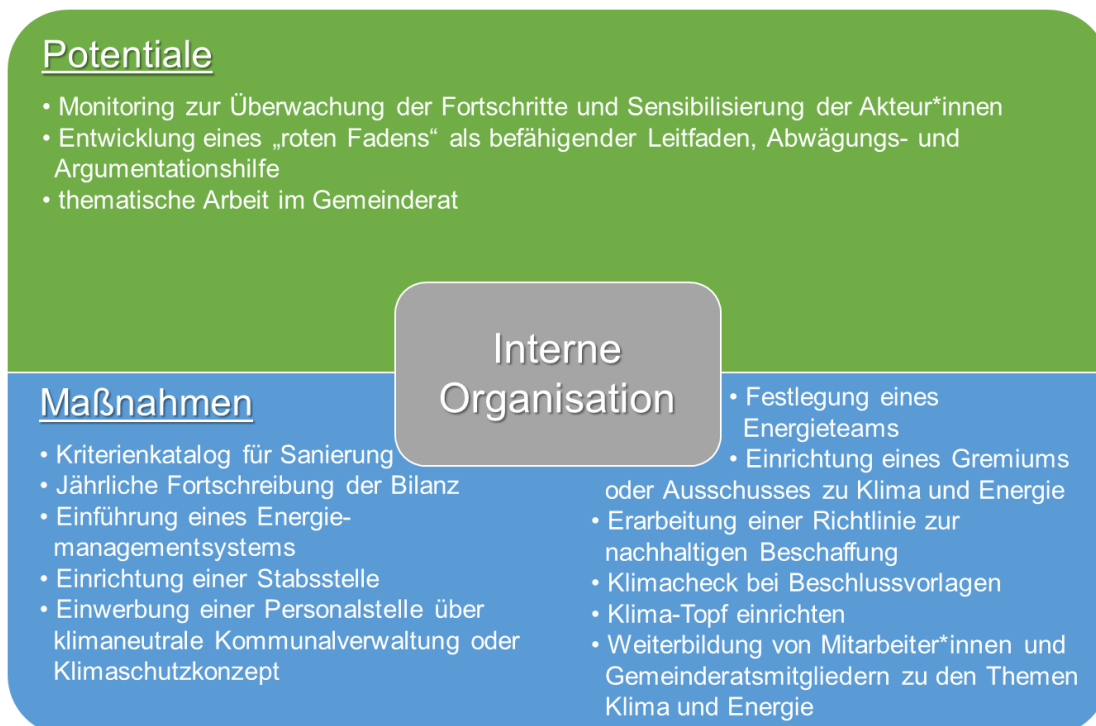 Potentiale
• Monitoring zur Überwachung der Fortschritte und Sensibilisierung der Akteur*innen
• Entwicklung eines „roten Fadens“ als befähigender Leitfaden, Abwägungs- und
Argumentationshilfe
• thematische Arbeit im Gemeinderat
Interne
Organisation
Maßnahmen
• Kriterienkatalog für Sanierung
• Jährliche Fortschreibung der Bilanz
• Einführung eines Energie-
managementsystems
• Einrichtung einer Stabsstelle
• Einwerbung einer Personalstelle über
klimaneutrale Kommunalverwaltung oder
Klimaschutzkonzept
• Festlegung eines
Energieteams
• Einrichtung eines Gremiums
oder Ausschusses zu Klima und Energie
• Erarbeitung einer Richtlinie zur
nachhaltigen Beschaffung
• Klimacheck bei Beschlussvorlagen
• Klima-Topf einrichten
• Weiterbildung von Mitarbeiter*innen und
Gemeinderatsmitgliedern zu den Themen
Klima und Energie